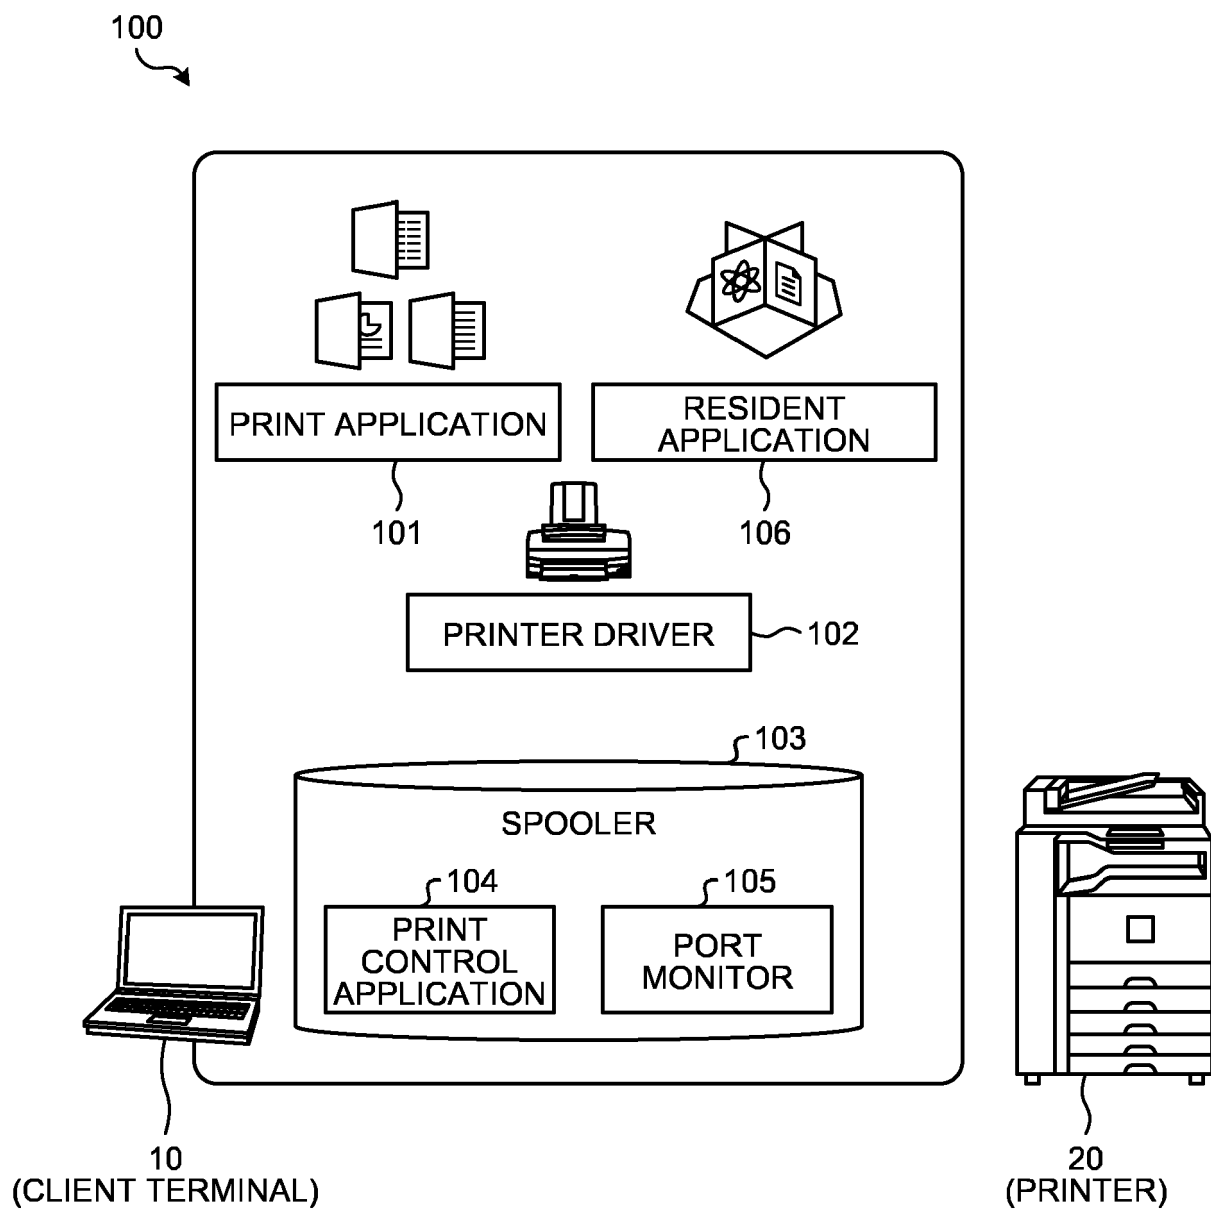 100
PRINT APPLICATION
RESIDENT
APPLICATION
101
106
PRINTER DRIVER
102
103
SPOOLER
104
105
PRINT
CONTROL
APPLICATION
PORT
MONITOR
10
(CLIENT TERMINAL)
20
(PRINTER)